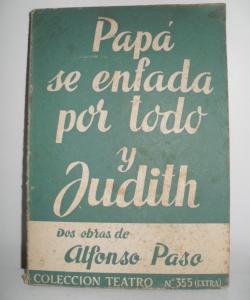 Papá
se enfada
por todo
y
Judith
Dos obras de
Alfonso Paso
COLECCION TEATRO Nº 355 (EXTRA)